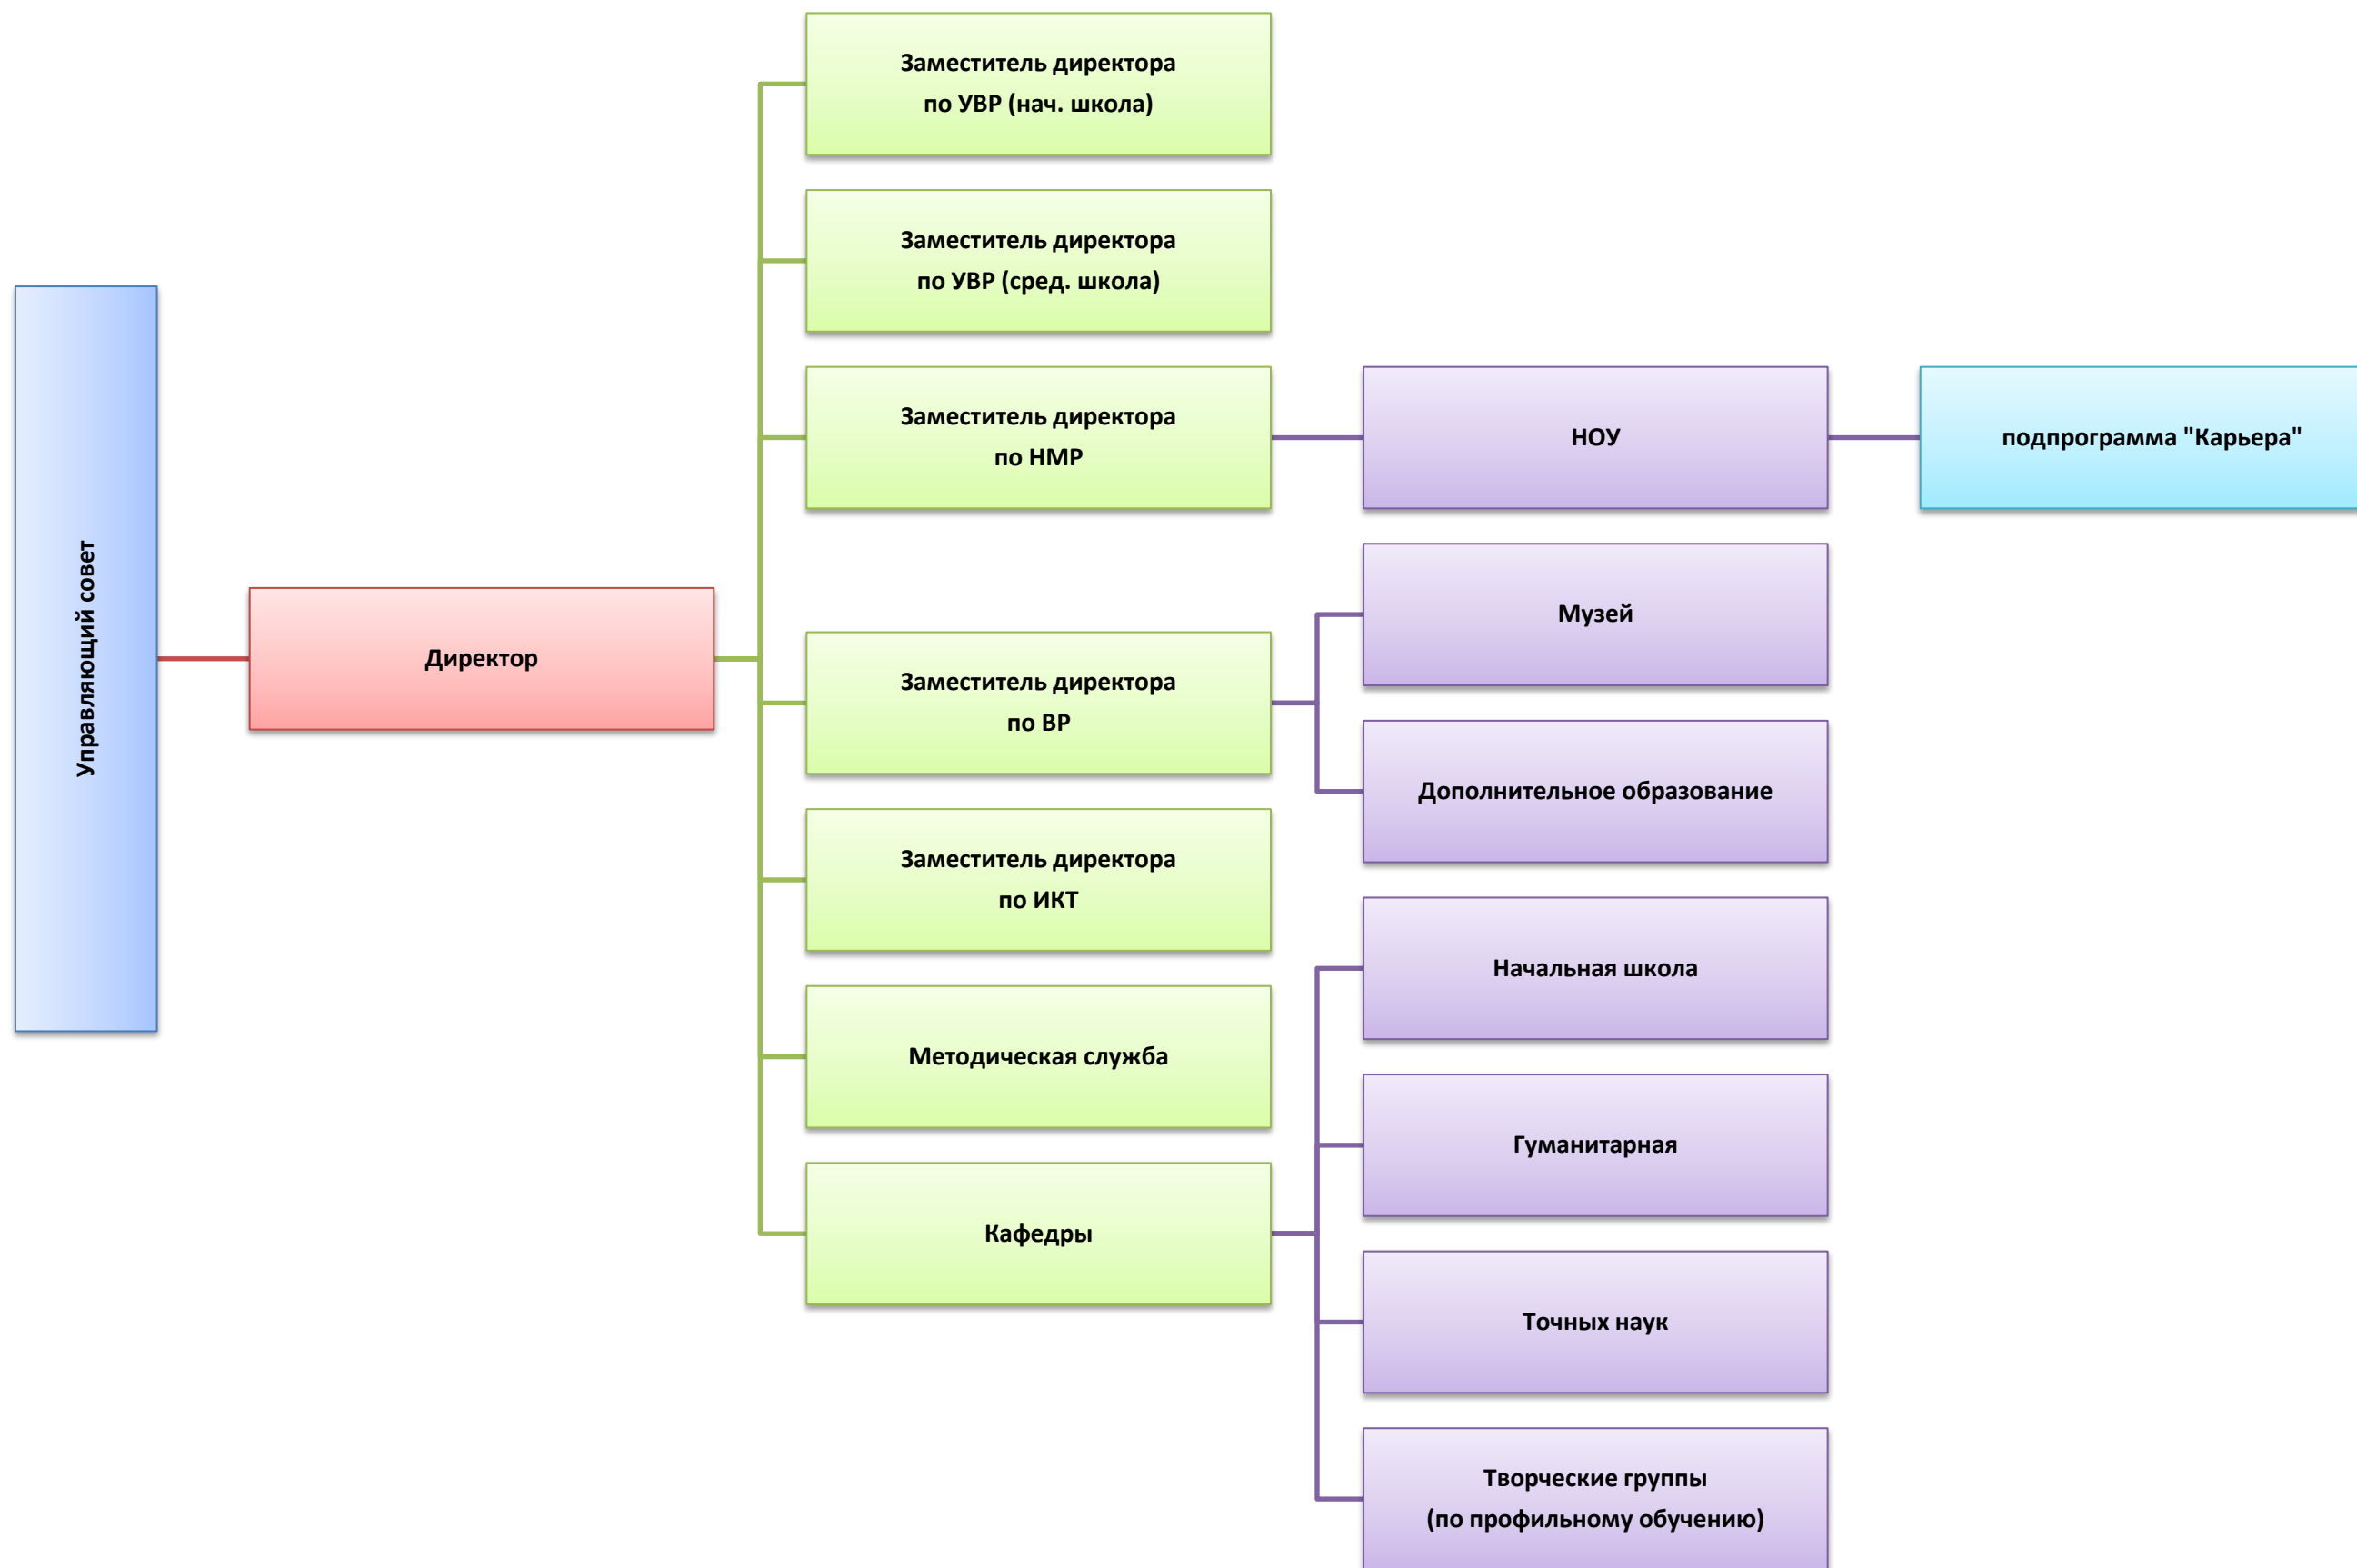 Управляющий совет
Директор
Заместитель директора
по УВР (нач. школа)
Заместитель директора
по УВР (сред. школа)
Заместитель директора
по НМР
НОУ
подпрограмма "Карьера"
Заместитель директора
по ВР
Музей
Дополнительное образование
Заместитель директора
по ИКТ
Методическая служба
Кафедры
Начальная школа
Гуманитарная
Точных наук
Творческие группы
(по профильному обучению)